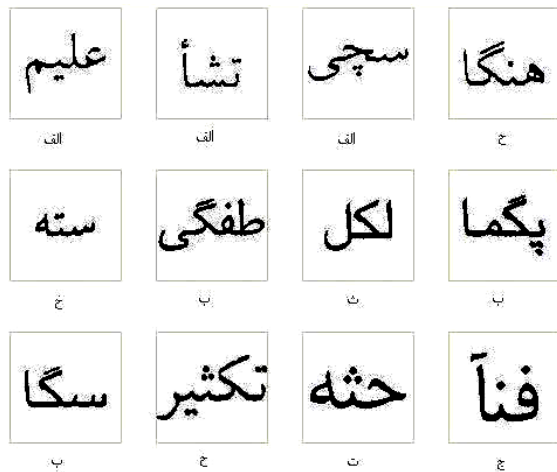 هنگا سچی تشأ علیم
ح الف الف الف
پگما لکل طفگی سته
ب ث ب خ
فنآ حثه تکثیر سگا
ج ت ح ب